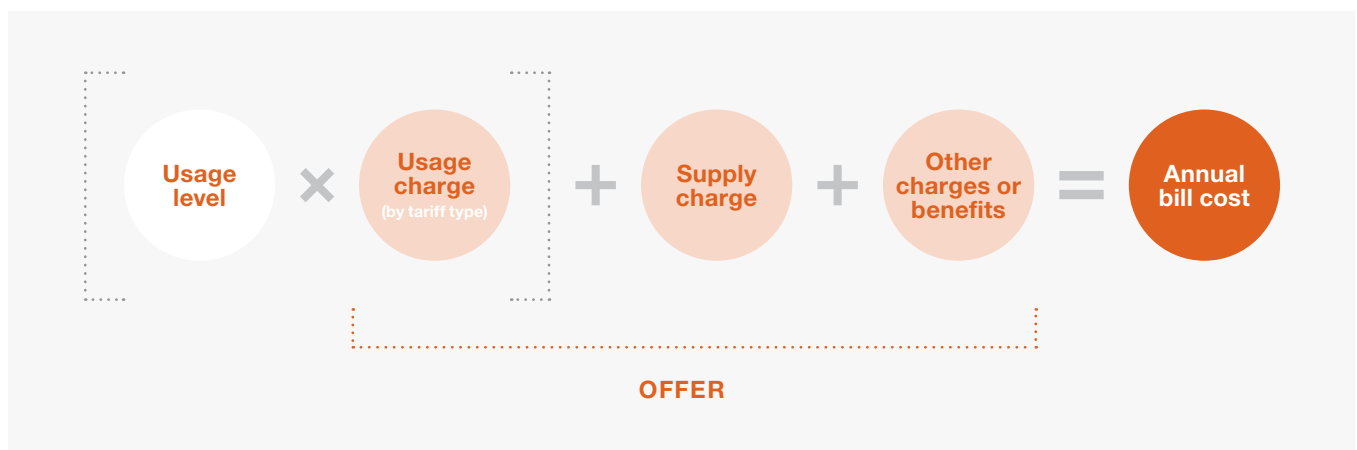 Usage
level
×
Usage
charge
(by tariff type)
+
Supply
charge
+
Other
charges or
benefits
=
Annual
bill cost
OFFER